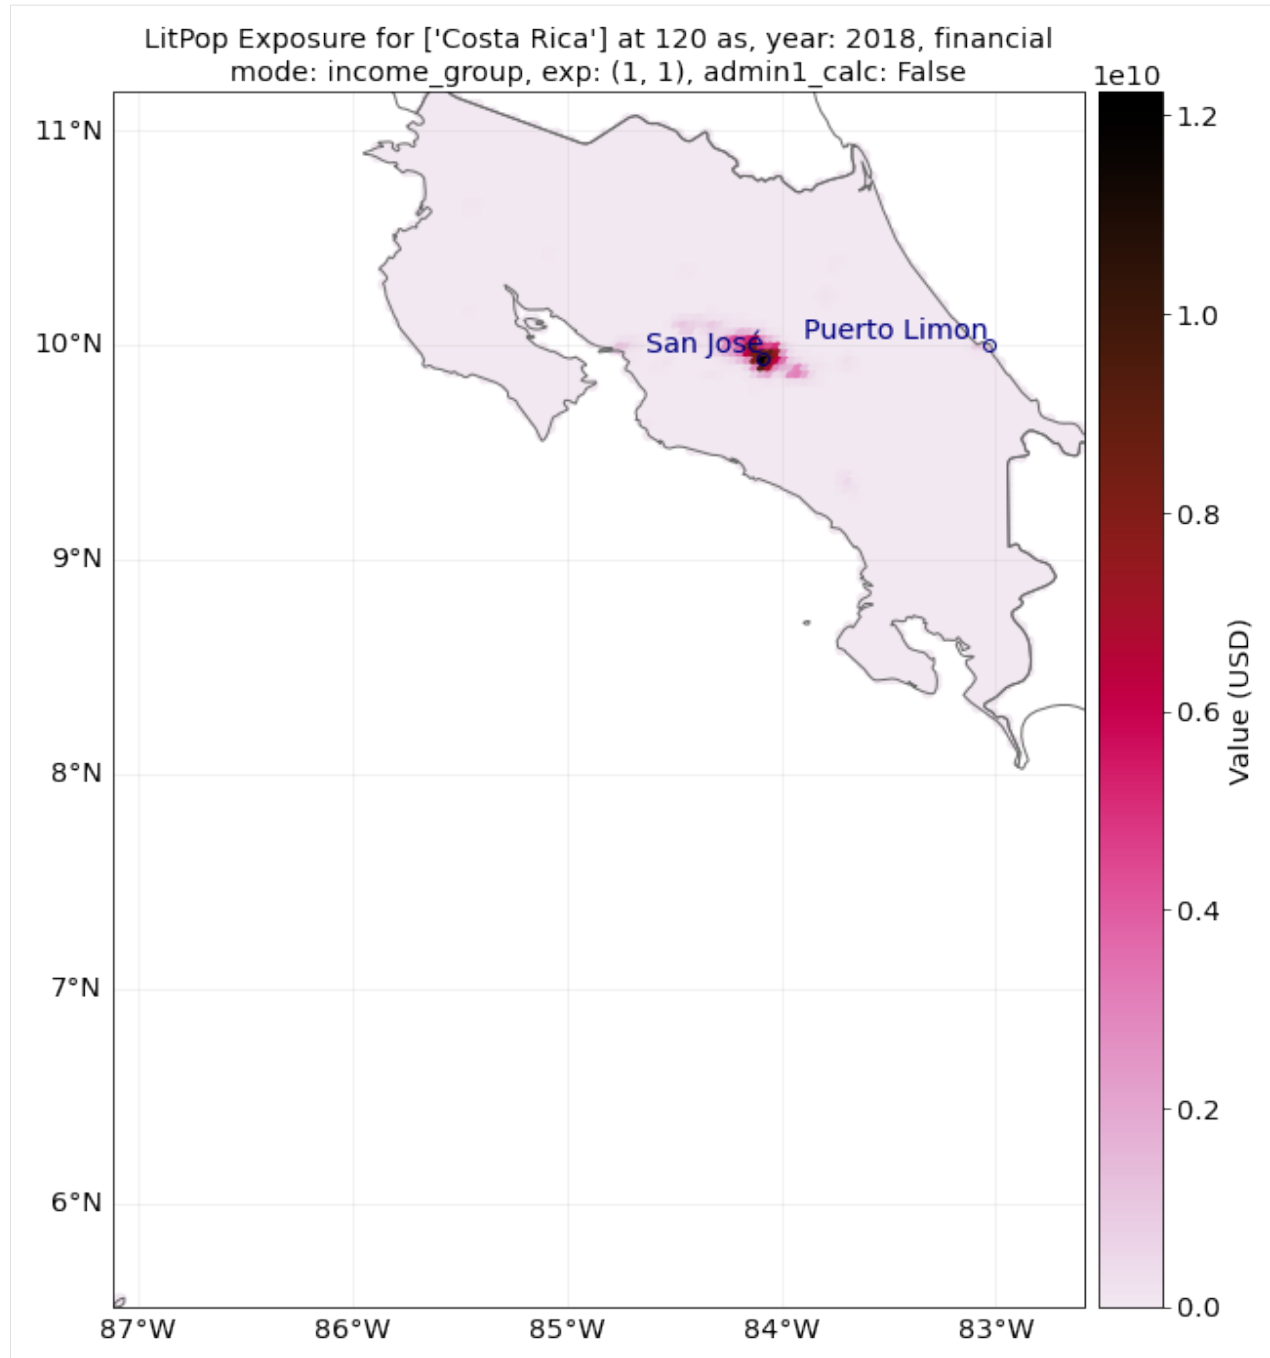 LitPop Exposure for ['Costa Rica'] at 120 as, year: 2018, financial
mode: income_group, exp: (1, 1), admin1_calc: False
1e10
11°N
10°N
9°N
8°N
7°N
6°N
San José
Puerto Limon
87°W
86°W
85°W
84°W
83°W
1.2
1.0
0.8
0.6
0.4
0.2
0.0
Value (USD)